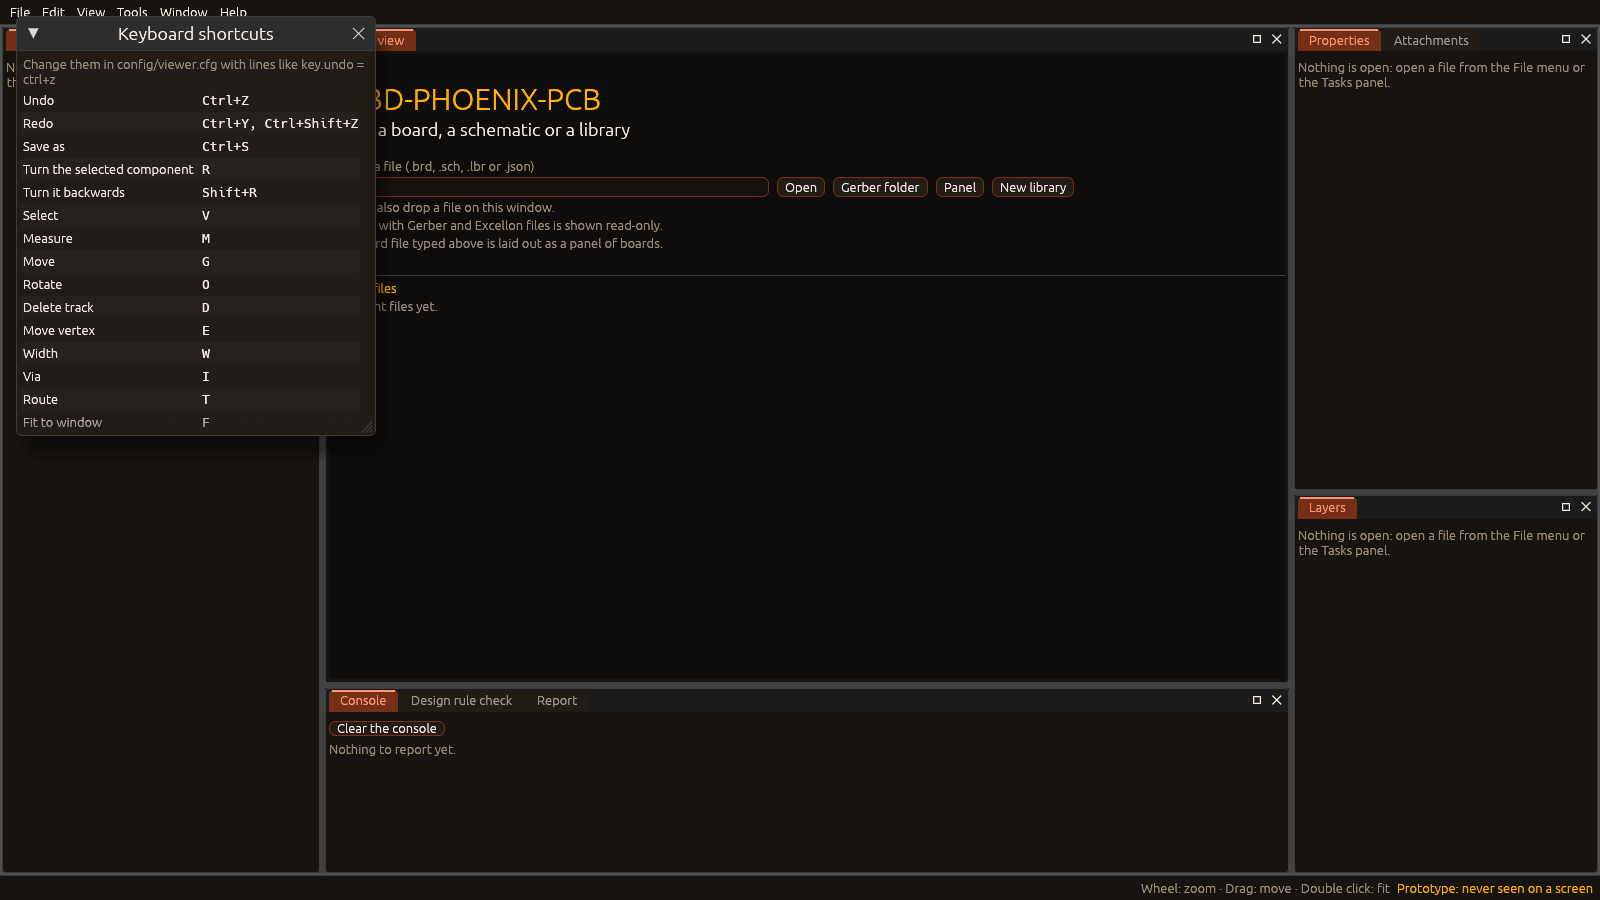 File Edit View Tools Window Help
Keyboard shortcuts
Change them in config/viewer.cfg with lines like key.undo =
ctrl+z
Undo Ctrl+Z
Redo Ctrl+Y, Ctrl+Shift+Z
Save as Ctrl+S
Turn the selected component R
Turn it backwards Shift+R
Select V
Measure M
Move G
Rotate O
Delete track D
Move vertex E
Width W
Via I
Route T
Fit to window F
view
D-PHOENIX-PCB
a board, a schematic or a library
a file (.brd, .sch, .lbr or .json)
Open Gerber folder Panel New library
also drop a file on this window.
with Gerber and Excellon files is shown read-only.
file typed above is laid out as a panel of boards.
files yet.
Console Design rule check Report
Clear the console
Nothing to report yet.
Properties Attachments
Nothing is open: open a file from the File menu or
the Tasks panel.
Layers
Nothing is open: open a file from the File menu or
the Tasks panel.
Wheel: zoom · Drag: move · Double click: fit Prototype: never seen on a screen